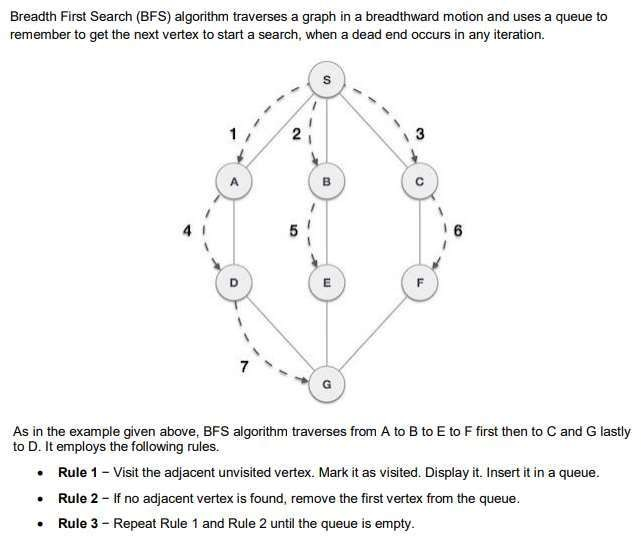 Breadth First Search (BFS) algorithm traverses a graph in a breadthward motion and uses a queue to
remember to get the next vertex to start a search, when a dead end occurs in any iteration.
S
1
2
3
A
B
C
4
5
6
D
E
F
7
G
As in the example given above, BFS algorithm traverses from A to B to E to F first then to C and G lastly
to D. It employs the following rules.
• Rule 1 − Visit the adjacent unvisited vertex. Mark it as visited. Display it. Insert it in a queue.
• Rule 2 − If no adjacent vertex is found, remove the first vertex from the queue.
• Rule 3 − Repeat Rule 1 and Rule 2 until the queue is empty.